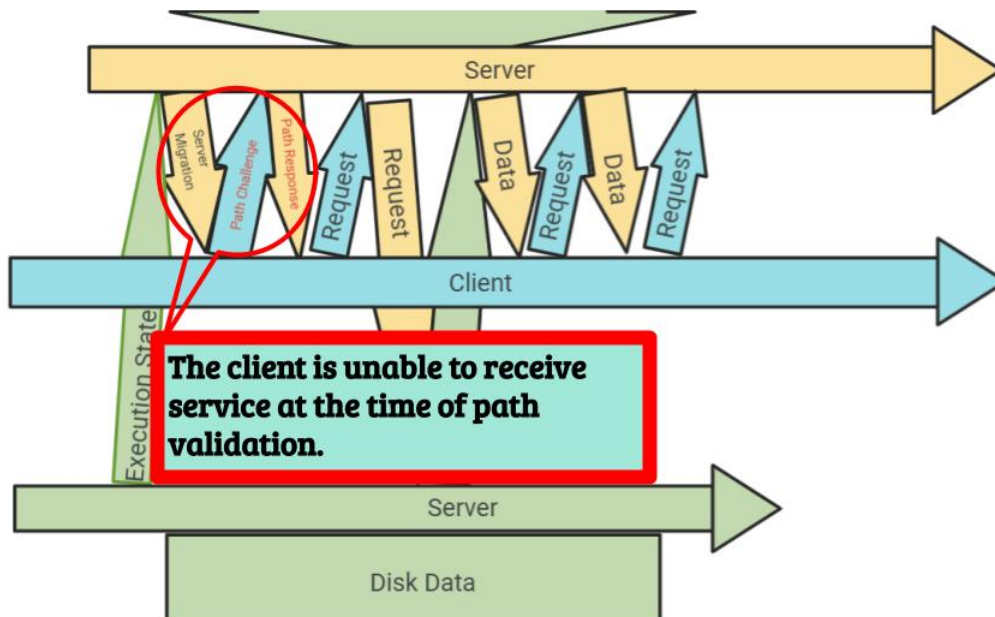 Server
Server
Migration
Path Challenge
Path Response
Request
Request
Data
Request
Data
Request
Client
Execution State
The client is unable to receive
service at the time of path
validation.
Server
Disk Data